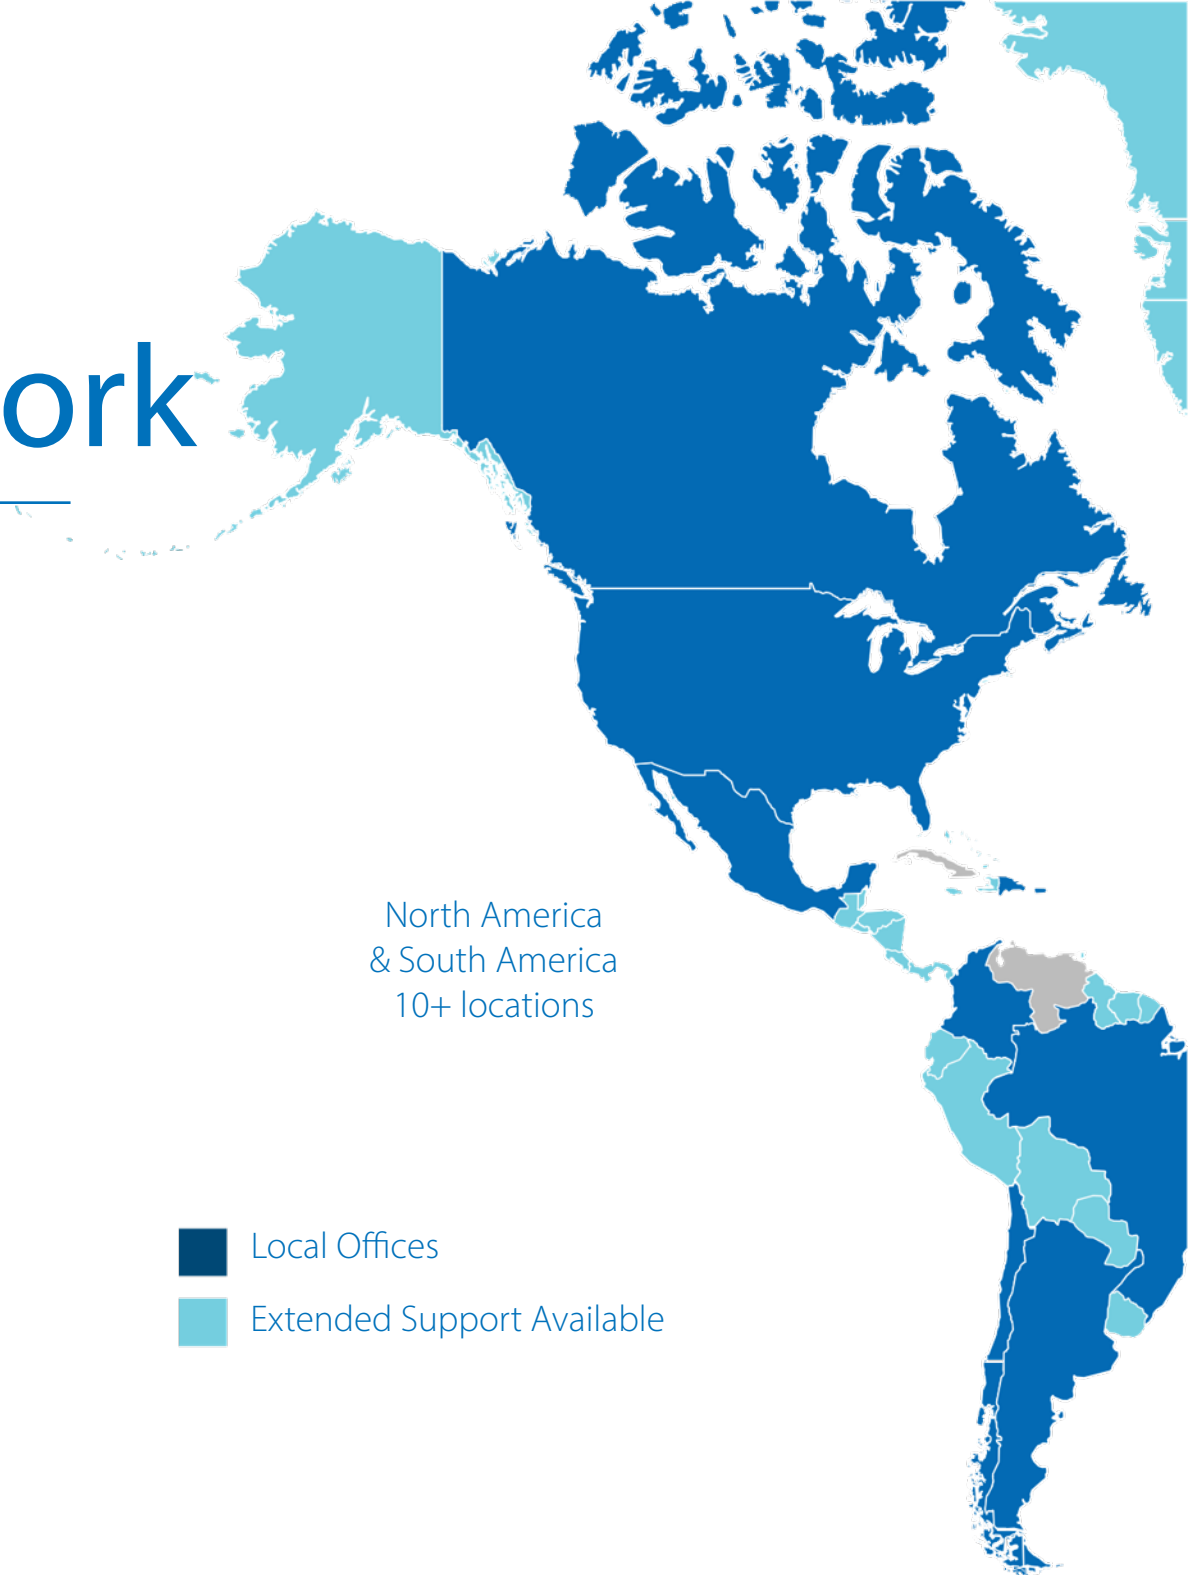 ork
North America
& South America
10+ locations
Local Offices
Extended Support Available